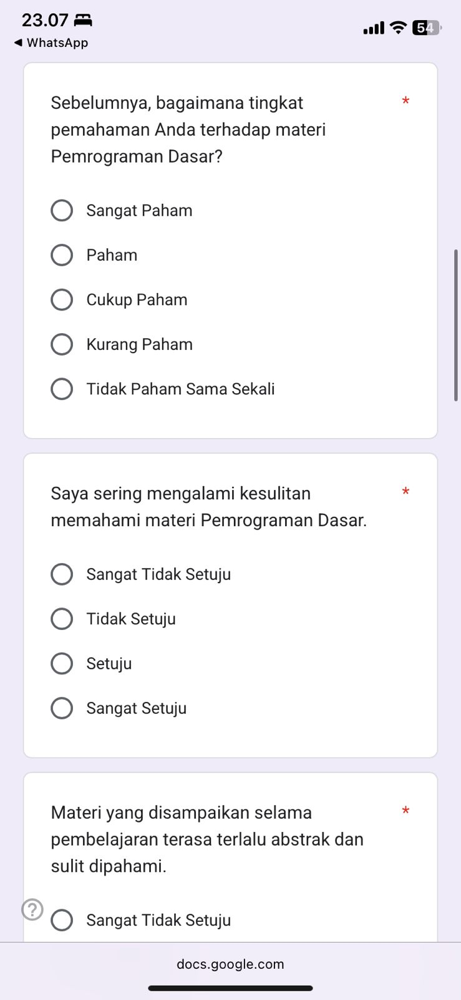 23.07
54
◀ WhatsApp
Sebelumnya, bagaimana tingkat *
pemahaman Anda terhadap materi
Pemrograman Dasar?
Sangat Paham
Paham
Cukup Paham
Kurang Paham
Tidak Paham Sama Sekali
Saya sering mengalami kesulitan *
memahami materi Pemrograman Dasar.
Sangat Tidak Setuju
Tidak Setuju
Setuju
Sangat Setuju
Materi yang disampaikan selama *
pembelajaran terasa terlalu abstrak dan
sulit dipahami.
?
Sangat Tidak Setuju
docs.google.com